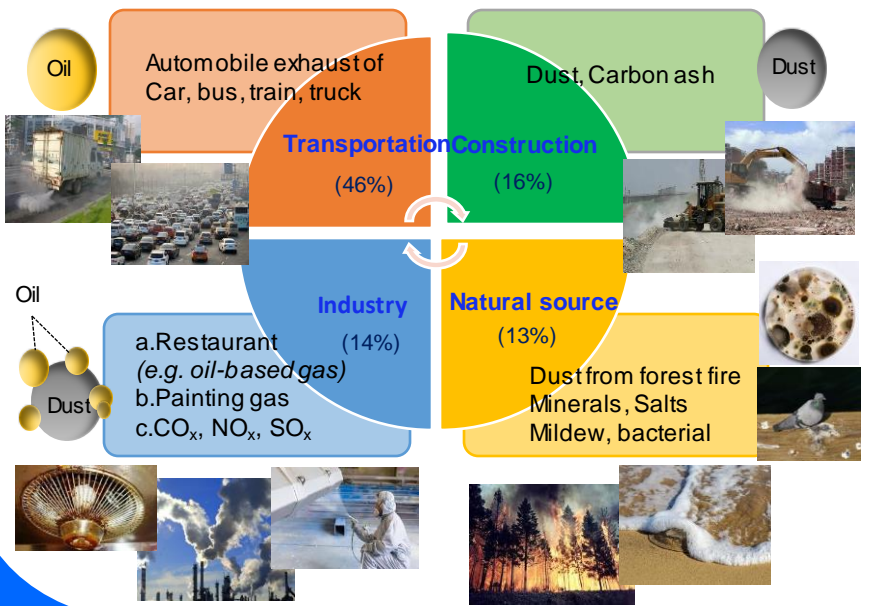 Oil
Automobile exhaust of
Car, bus, train, truck
Dust, Carbon ash
Dust
Transportation
(46%)
Construction
(16%)
Oil
Dust
Industry
(14%)
a.Restaurant
(e.g. oil-based gas)
b.Painting gas
c.COx, NOx, SOx
Natural source
(13%)
Dust from forest fire
Minerals, Salts
Mildew, bacterial